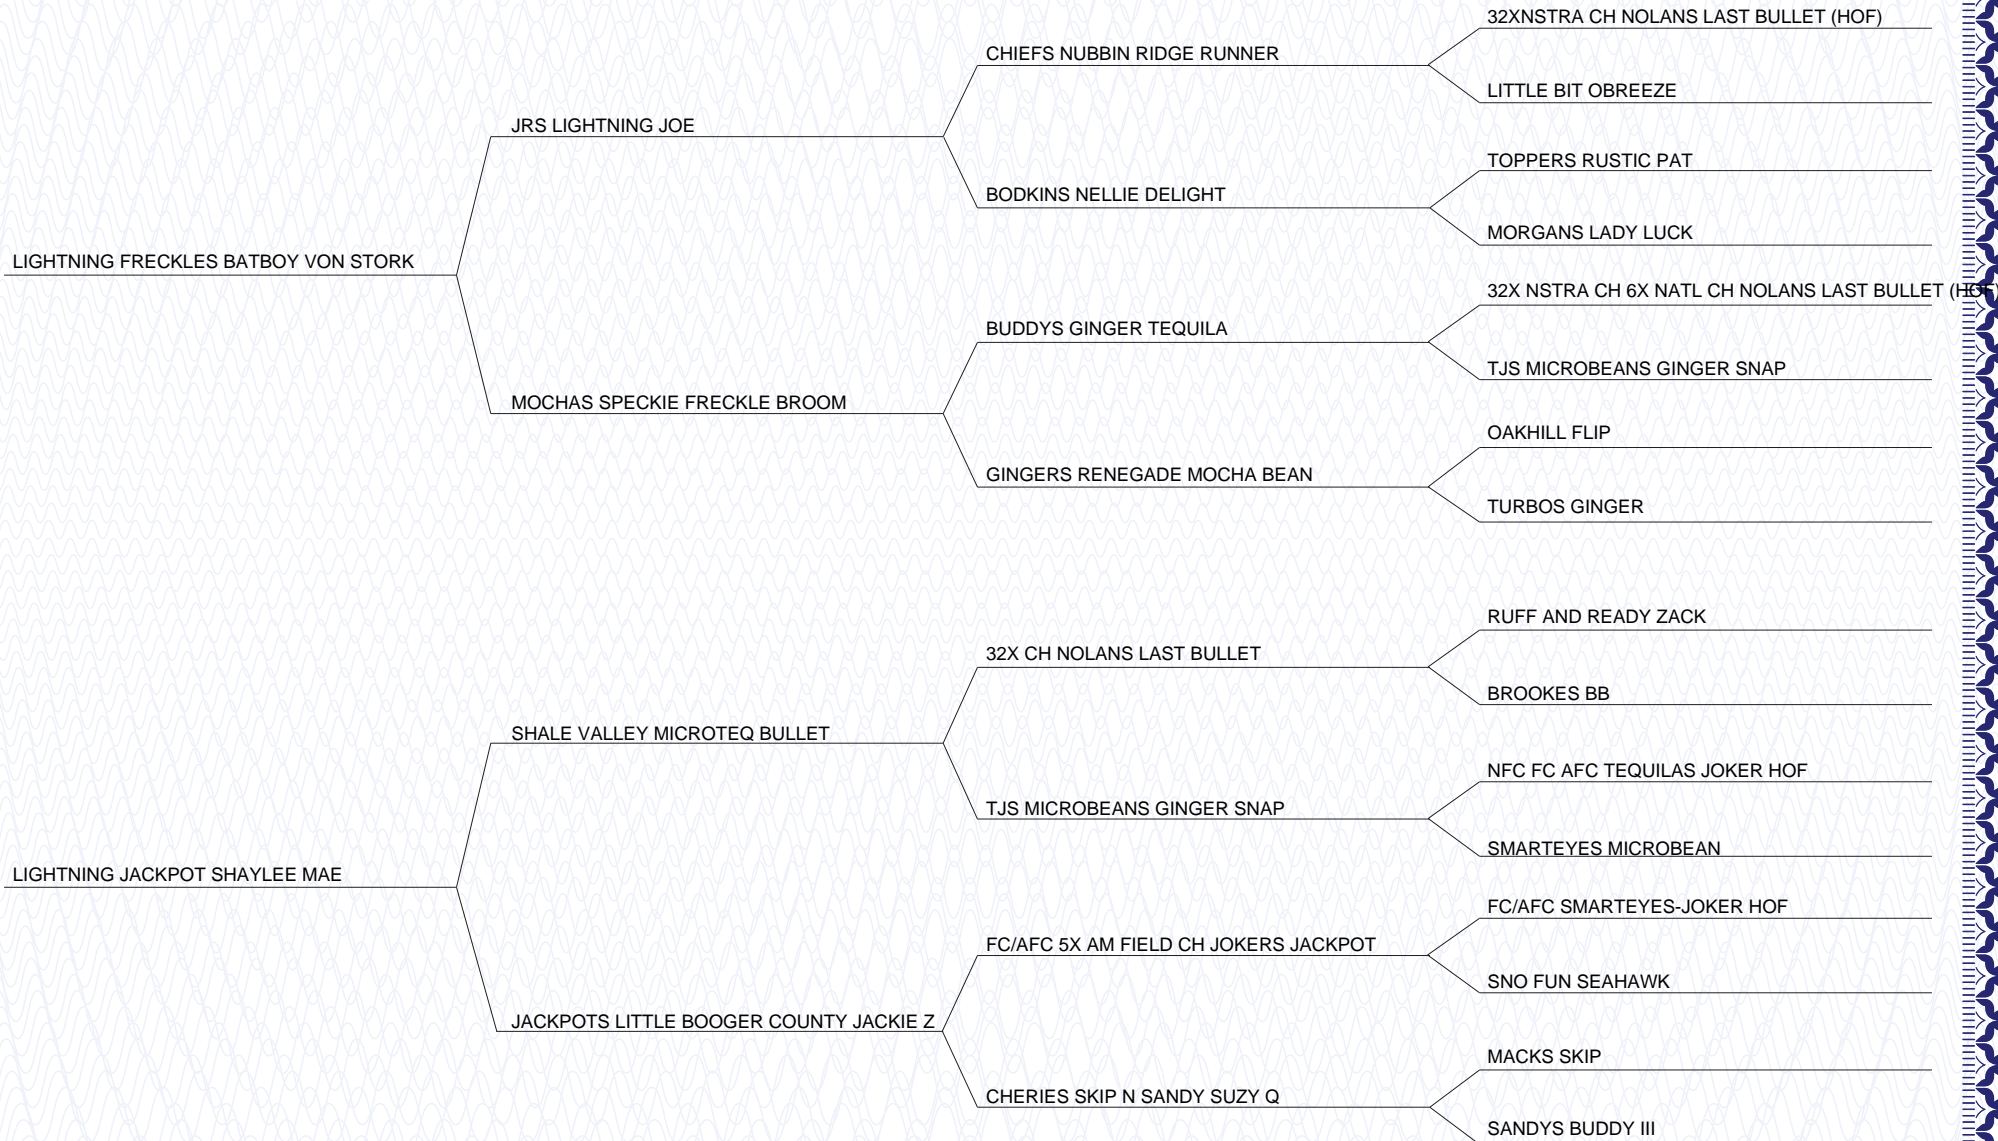 32XNSTRA CH NOLANS LAST BULLET (HOF)
CHIEFS NUBBIN RIDGE RUNNER
LITTLE BIT OBREEZE
JRS LIGHTNING JOE
TOPPERS RUSTIC PAT
BODKINS NELLIE DELIGHT
MORGANS LADY LUCK
LIGHTNING FRECKLES BATBOY VON STORK
32X NSTRA CH 6X NATL CH NOLANS LAST BULLET (HOF)
BUDDYS GINGER TEQUILA
TJS MICROBEANS GINGER SNAP
MOCHAS SPECKIE FRECKLE BROOM
OAKHILL FLIP
GINGERS RENEGADE MOCHA BEAN
TURBOS GINGER
RUFF AND READY ZACK
32X CH NOLANS LAST BULLET
BROOKES BB
SHALE VALLEY MICROTEQ BULLET
NFC FC AFC TEQUILAS JOKER HOF
TJS MICROBEANS GINGER SNAP
SMARTEYES MICROBEAN
LIGHTNING JACKPOT SHAYLEE MAE
FC/AFC SMARTEYES-JOKER HOF
FC/AFC 5X AM FIELD CH JOKERS JACKPOT
SNO FUN SEAHAWK
JACKPOTS LITTLE BOOGER COUNTY JACKIE Z
MACKS SKIP
CHERIES SKIP N SANDY SUZY Q
SANDYS BUDDY III